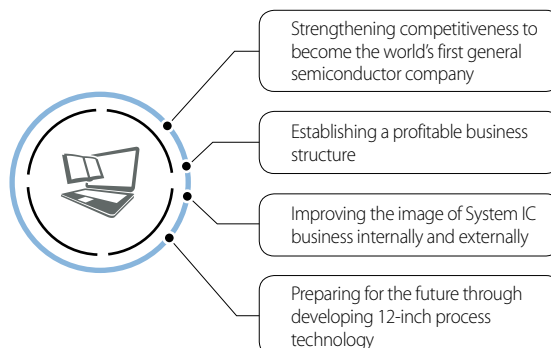 Strengthening competitiveness to
become the world’s first general
semiconductor company
Establishing a profitable business
structure
Improving the image of System IC
business internally and externally
Preparing for the future through
developing 12-inch process
technology